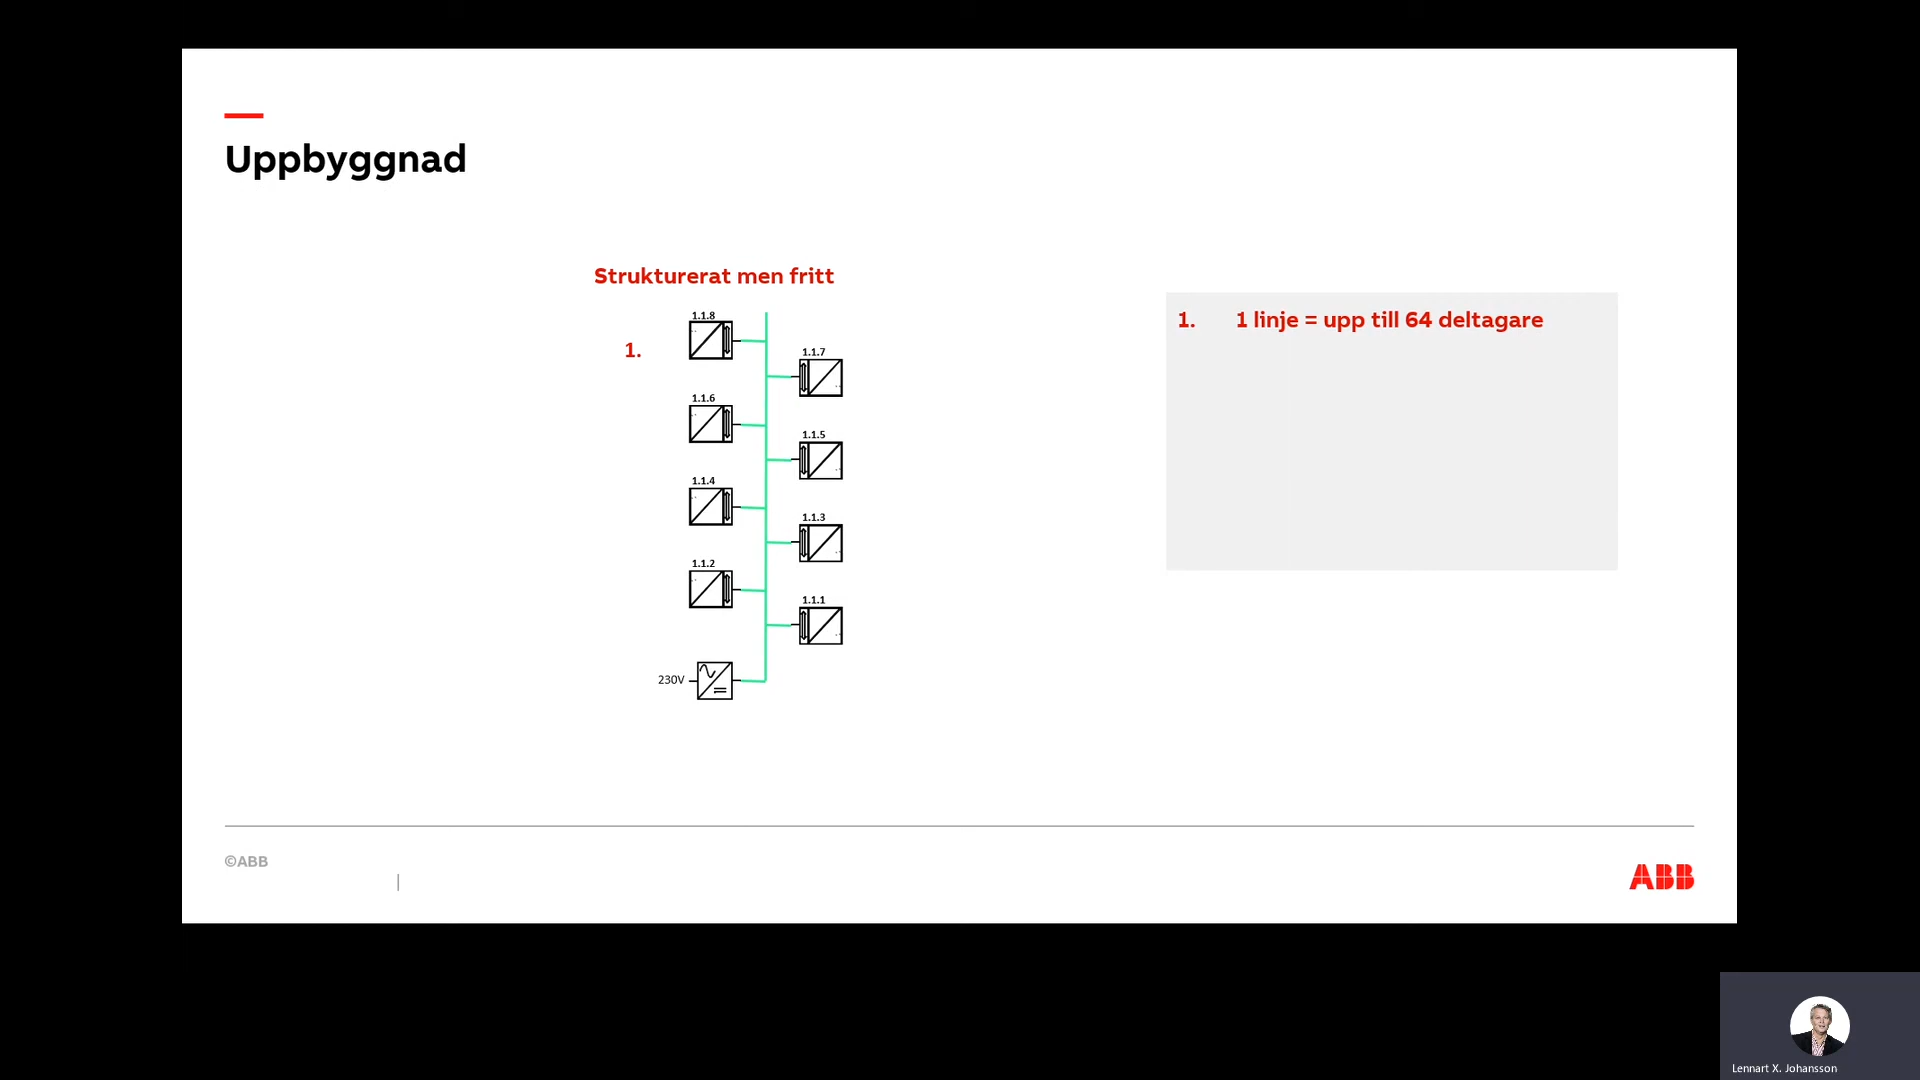 Uppbyggnad
Strukturerat men fritt
1.
1.1.8
1.1.7
1.1.6
1.1.5
1.1.4
1.1.3
1.1.2
1.1.1
230V
1. 1 linje = upp till 64 deltagare
©ABB
ABB
Lennart X. Johansson